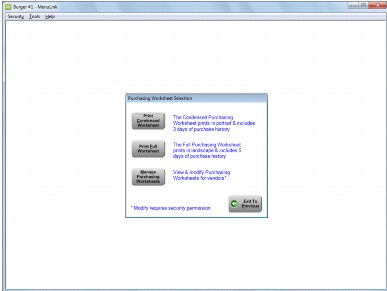 Burger #1 - MenuLink
Security Tools Help
Purchasing Worksheet Selection
Print
Condensed
Worksheet
The Condensed Purchasing
Worksheet prints in portrait & includes
3 days of purchase history
Print Full
Worksheet
The Full Purchasing Worksheet
prints in landscape & includes 5
days of purchase history
Manage
Purchasing
Worksheets
View & modify Purchasing
Worksheets for vendors*
* Modify requires security permission
Exit To
Previous